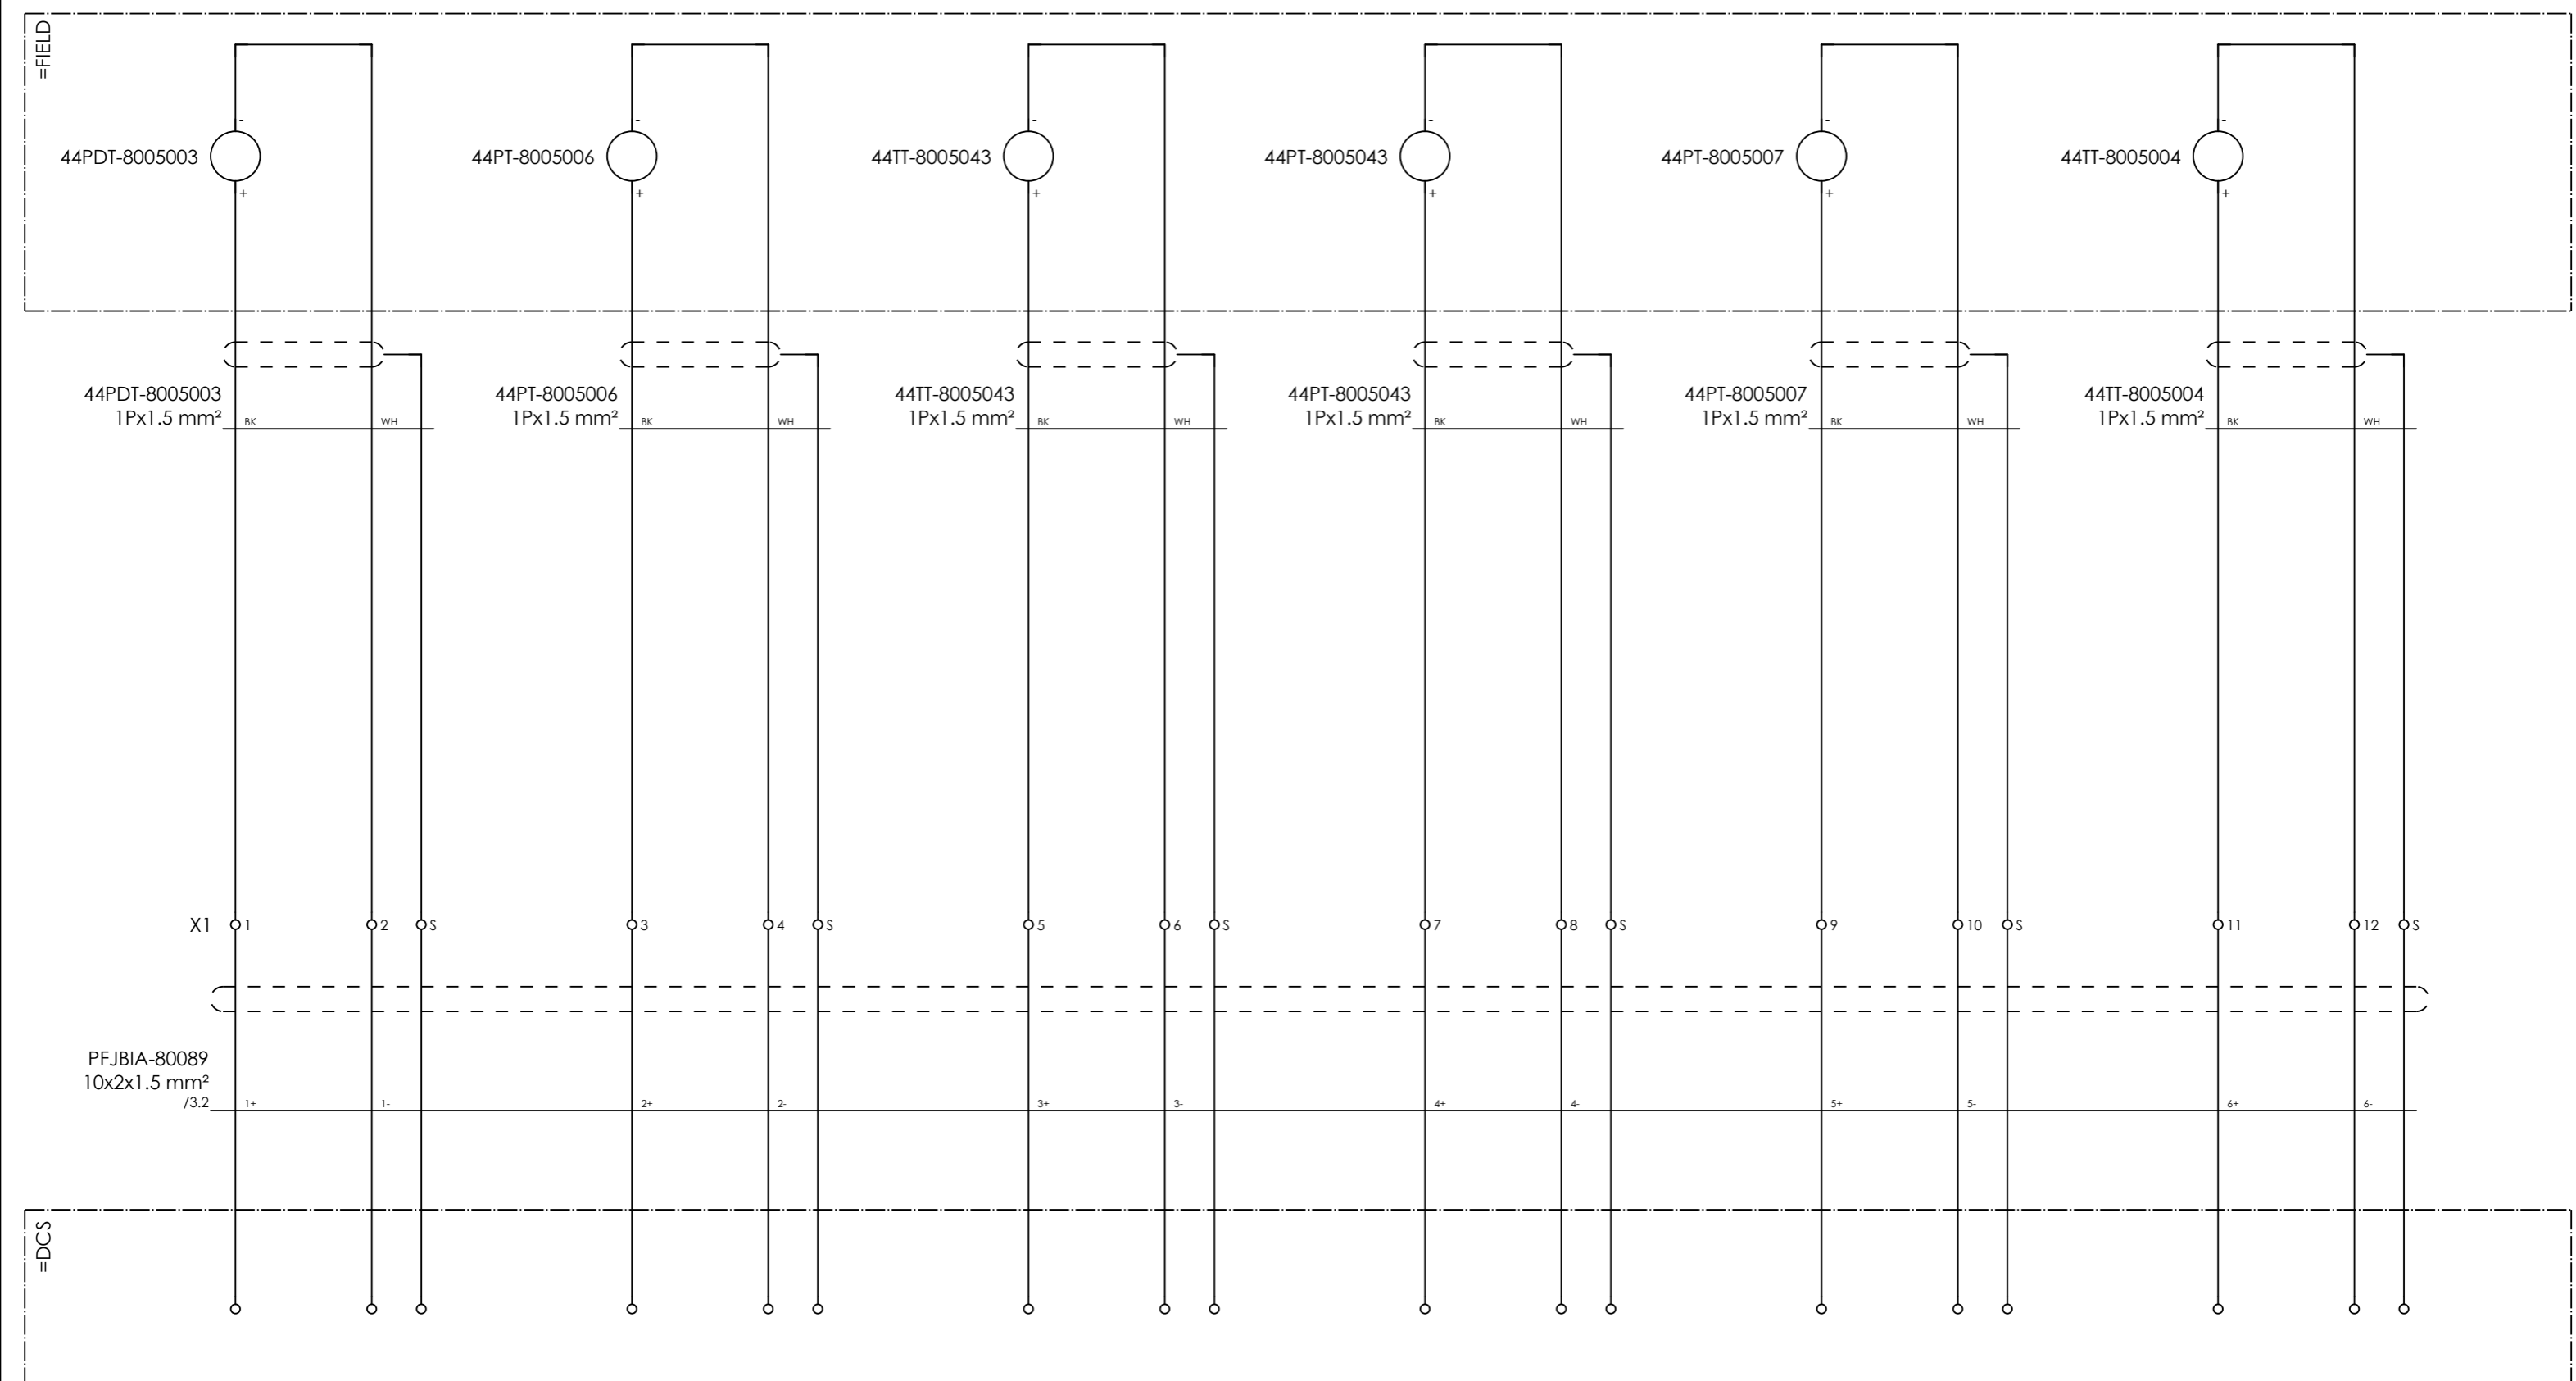 =FIELD
- - - - - -
44PDT-8005003 44PT-8005006 44TT-8005043 44PT-8005043 44PT-8005007 44TT-8005004
+ + + + + +
44PDT-8005003 44PT-8005006 44TT-8005043 44PT-8005043 44PT-8005007 44TT-8005004
1Px1.5 mm² BK WH 1Px1.5 mm² BK WH 1Px1.5 mm² BK WH 1Px1.5 mm² BK WH 1Px1.5 mm² BK WH 1Px1.5 mm² BK WH
X1 1 2 S 3 4 S 5 6 S 7 8 S 9 10 S 11 12 S
PFJBIA-80089
10x2x1.5 mm²
/3.2 1+ 1- 2+ 2- 3+ 3- 4+ 4- 5+ 5- 6+ 6-
=DCS